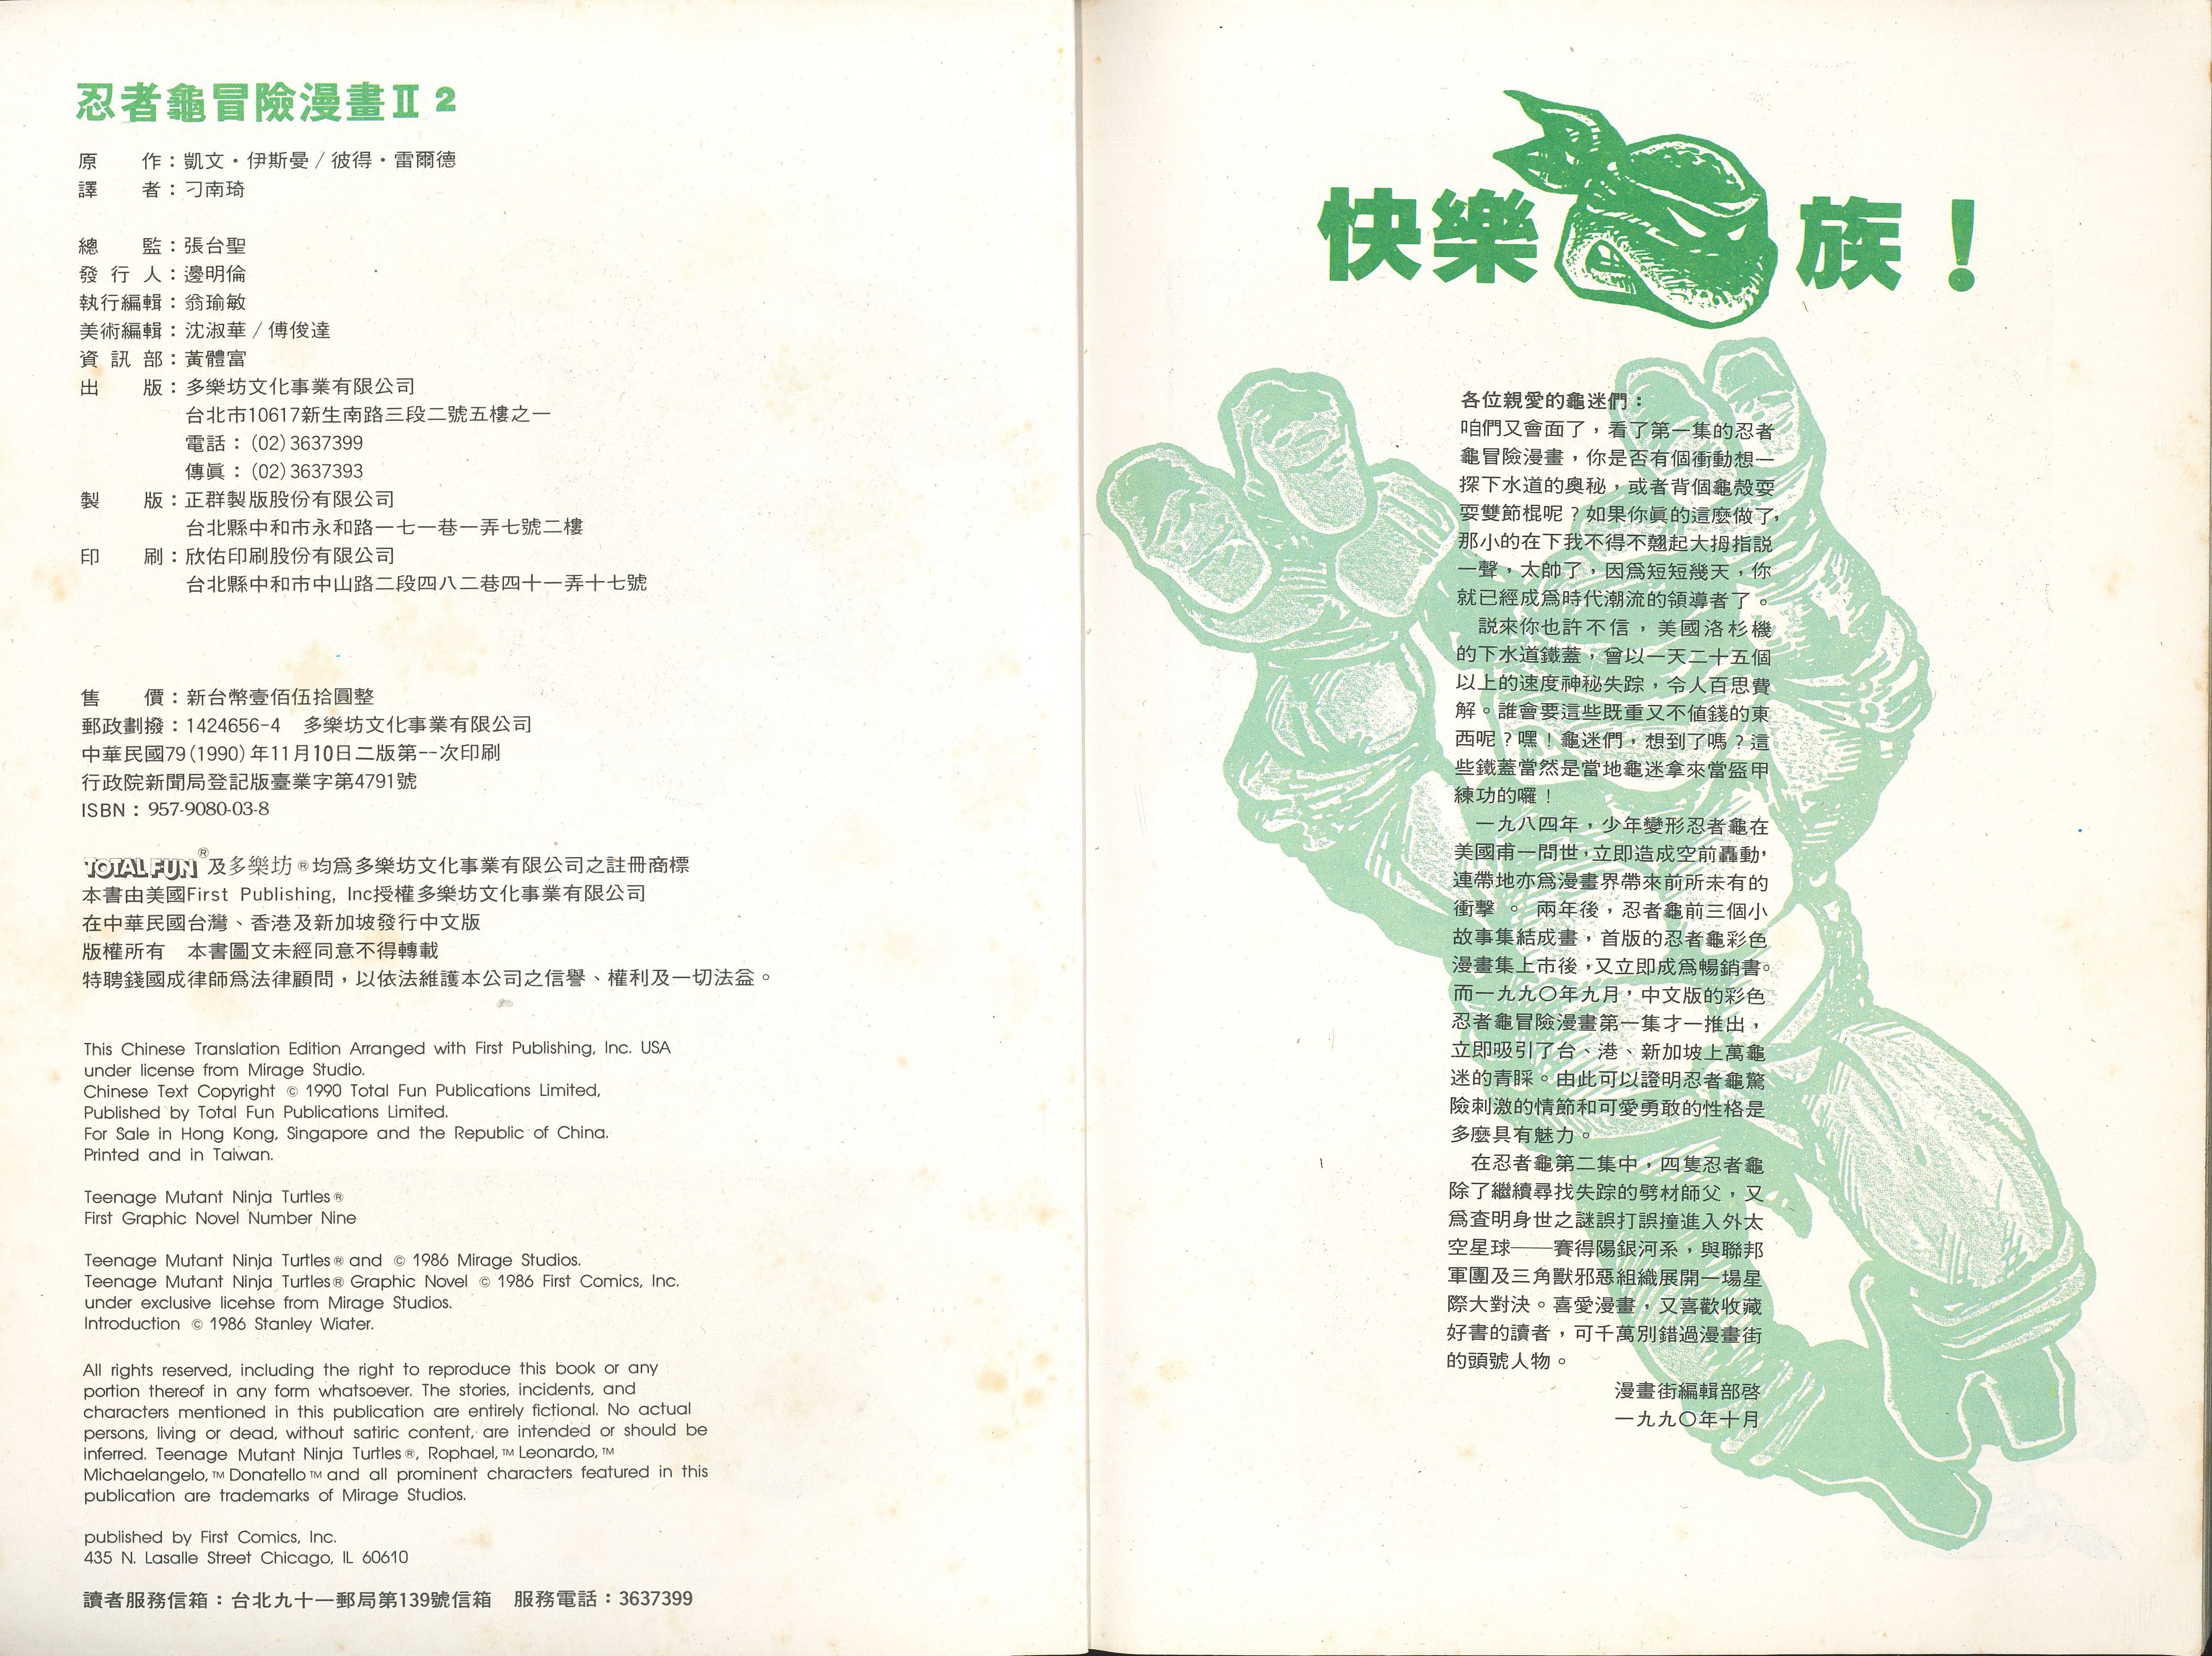 忍者龜冒險漫畫II 2
原　　作：凱文・伊斯曼／彼得・雷爾德
譯　　者：刁南琦
總　　監：張台聖
發 行 人：邊明倫
執行編輯：翁瑜敏
美術編輯：沈淑華／傅俊達
資 訊 部：黃體富
出　　版：多樂坊文化事業有限公司
台北市10617新生南路三段二號五樓之一
電話：(02)3637399
傳眞：(02)3637393
製　　版：正群製版股份有限公司
台北縣中和市永和路一七一巷一弄七號二樓
印　　刷：欣佑印刷股份有限公司
台北縣中和市中山路二段四八二巷四十一弄十七號
售　　價：新台幣壹佰伍拾圓整
郵政劃撥：1424656-4　多樂坊文化事業有限公司
中華民國79(1990)年11月10日二版第一次印刷
行政院新聞局登記版臺業字第4791號
ISBN：957-9080-03-8
TOTAL FUN®及多樂坊®均爲多樂坊文化事業有限公司之註冊商標
本書由美國First Publishing, Inc授權多樂坊文化事業有限公司
在中華民國台灣、香港及新加坡發行中文版
版權所有　本書圖文未經同意不得轉載
特聘錢國成律師爲法律顧問，以依法維護本公司之信譽、權利及一切法益。
This Chinese Translation Edition Arranged with First Publishing, Inc. USA
under license from Mirage Studio.
Chinese Text Copyright © 1990 Total Fun Publications Limited,
Published by Total Fun Publications Limited.
For Sale in Hong Kong, Singapore and the Republic of China.
Printed and in Taiwan.
Teenage Mutant Ninja Turtles®
First Graphic Novel Number Nine
Teenage Mutant Ninja Turtles® and © 1986 Mirage Studios.
Teenage Mutant Ninja Turtles® Graphic Novel © 1986 First Comics, Inc.
under exclusive licehse from Mirage Studios.
Introduction © 1986 Stanley Wiater.
All rights reserved, including the right to reproduce this book or any
portion thereof in any form whatsoever. The stories, incidents, and
characters mentioned in this publication are entirely fictional. No actual
persons, living or dead, without satiric content, are intended or should be
inferred. Teenage Mutant Ninja Turtles®, Rophael,™ Leonardo,™
Michaelangelo,™ Donatello™ and all prominent characters featured in this
publication are trademarks of Mirage Studios.
published by First Comics, Inc.
435 N. Lasalle Street Chicago, IL 60610
讀者服務信箱：台北九十一郵局第139號信箱　服務電話：3637399
快樂　族！
各位親愛的龜迷們：
咱們又會面了，看了第一集的忍者
龜冒險漫畫，你是否有個衝動想一
探下水道的奧秘，或者背個龜殼耍
耍雙節棍呢？如果你眞的這麼做了，
那小的在下我不得不翹起大拇指説
一聲，太帥了，因爲短短幾天，你
就已經成爲時代潮流的領導者了。
説來你也許不信，美國洛杉機
的下水道鐵蓋，曾以一天二十五個
以上的速度神秘失踪，令人百思費
解。誰會要這些既重又不値錢的東
西呢？嘿！龜迷們，想到了嗎？這
些鐵蓋當然是當地龜迷拿來當盔甲
練功的囉！
一九八四年，少年變形忍者龜在
美國甫一問世，立即造成空前轟動，
連帶地亦爲漫畫界帶來前所未有的
衝擊 。 兩年後，忍者龜前三個小
故事集結成畫，首版的忍者龜彩色
漫畫集上市後，又立即成爲暢銷書。
而一九九〇年九月，中文版的彩色
忍者龜冒險漫畫第一集才一推出，
立即吸引了台、港、新加坡上萬龜
迷的青睬。由此可以證明忍者龜驚
險刺激的情節和可愛勇敢的性格是
多麼具有魅力。
在忍者龜第二集中，四隻忍者龜
除了繼續尋找失踪的劈材師父，又
爲査明身世之謎誤打誤撞進入外太
空星球——賽得陽銀河系，與聯邦
軍團及三角獸邪惡組織展開一場星
際大對決。喜愛漫畫，又喜歡收藏
好書的讀者，可千萬別錯過漫畫街
的頭號人物。
漫畫街編輯部啓
一九九〇年十月